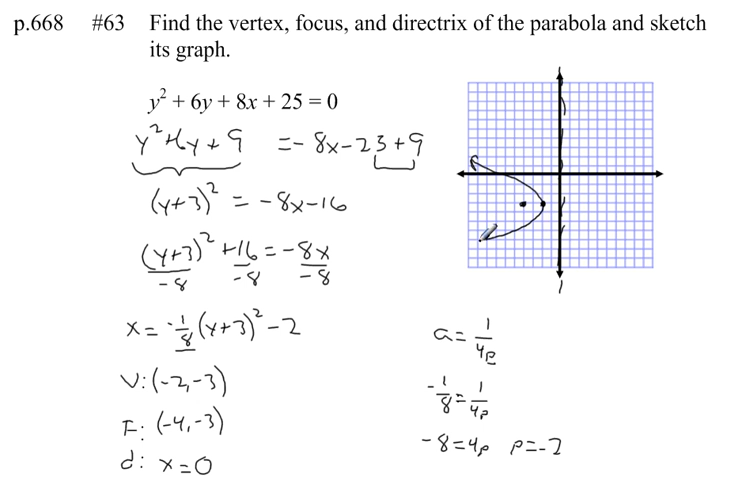 p.668 #63 Find the vertex, focus, and directrix of the parabola and sketch
its graph.
y² + 6y + 8x + 25 = 0
y²+6y+9 =-8x-23+9
(y+3)² = -8x-16
(y+3)²/-8 +16/-8 = -8x/-8
x = -1/8(y+3)²-2
V: (-2,-3)
F: (-4,-3)
d: x=0
a = 1/4p
-1/8 = 1/4p
-8=4p p=-2